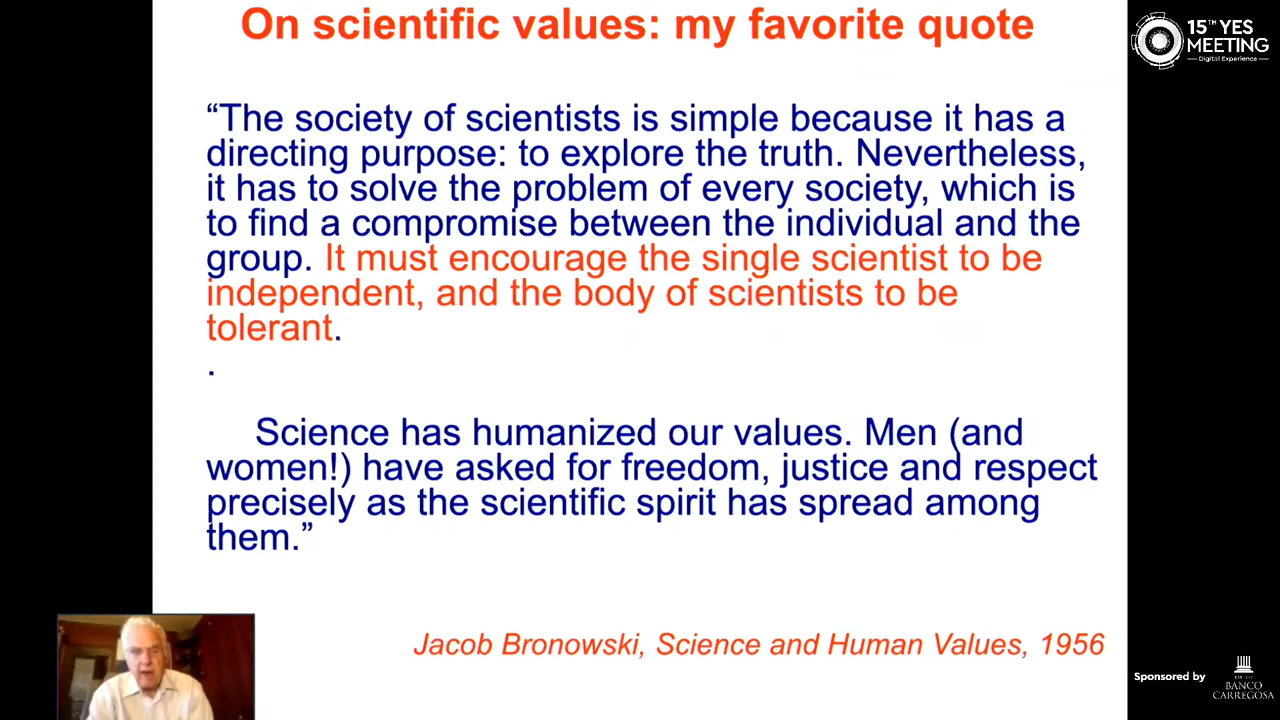 On scientific values: my favorite quote
15TH YES
MEETING
Digital Experience
“The society of scientists is simple because it has a
directing purpose: to explore the truth. Nevertheless,
it has to solve the problem of every society, which is
to find a compromise between the individual and the
group. It must encourage the single scientist to be
independent, and the body of scientists to be
tolerant.
.
Science has humanized our values. Men (and
women!) have asked for freedom, justice and respect
precisely as the scientific spirit has spread among
them.”
Jacob Bronowski, Science and Human Values, 1956
Sponsored by
BANCO
CARREGOSA